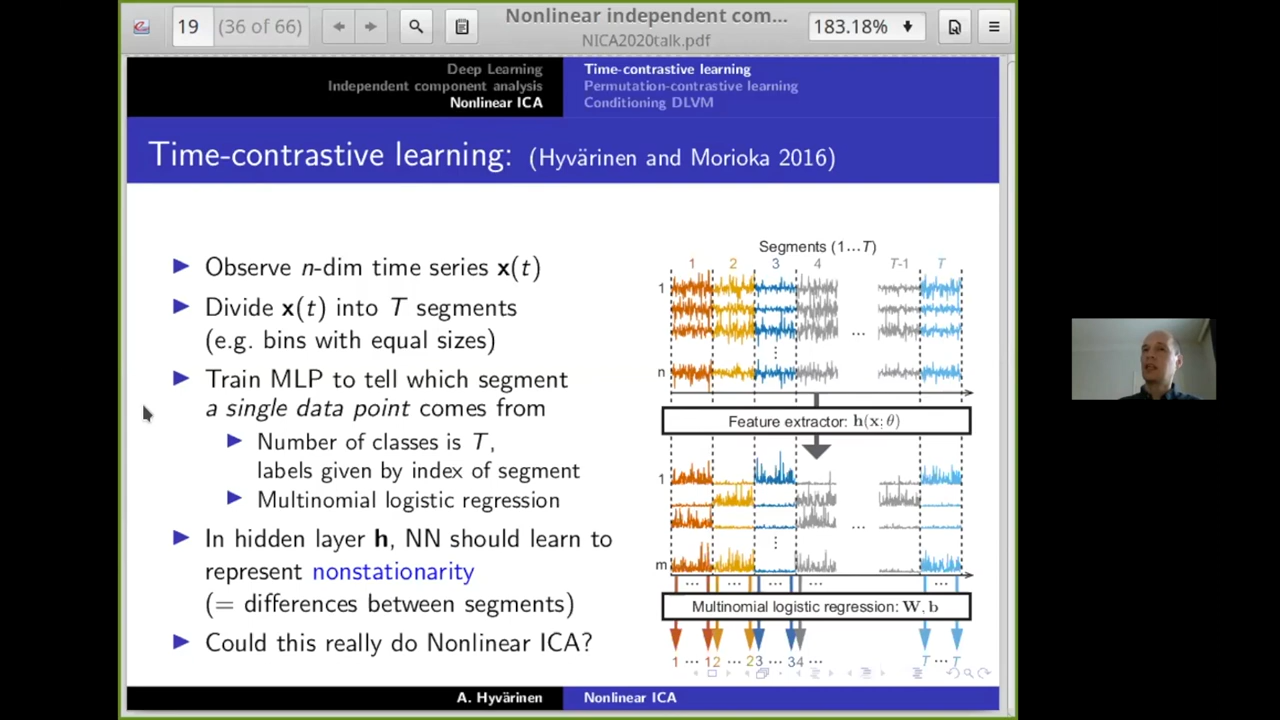 19 (36 of 66)
Nonlinear independent com...
NICA2020talk.pdf
183.18%
Deep Learning
Independent component analysis
Nonlinear ICA
Time-contrastive learning
Permutation-contrastive learning
Conditioning DLVM
Time-contrastive learning: (Hyvärinen and Morioka 2016)
Observe n-dim time series x(t)
Divide x(t) into T segments
(e.g. bins with equal sizes)
Train MLP to tell which segment
a single data point comes from
Number of classes is T,
labels given by index of segment
Multinomial logistic regression
In hidden layer h, NN should learn to
represent nonstationarity
(= differences between segments)
Could this really do Nonlinear ICA?
Segments (1...T)
1 2 3 4 T-1 T
1
...
n
Feature extractor: h(x; θ)
1
...
m
... ... ... ... ...
Multinomial logistic regression: W, b
1 ... 12 ... 23 ... 34 ... T ... T
A. Hyvärinen
Nonlinear ICA